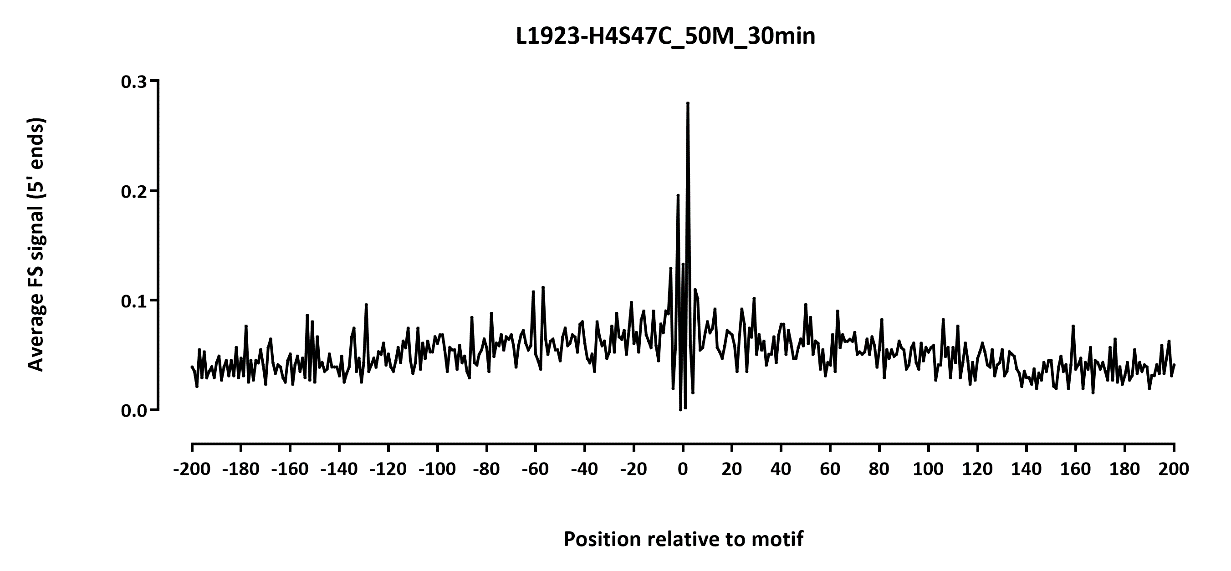 L1923-H4S47C_50M_30min
0.3
0.2
0.1
0.0
Average FS signal (5' ends)
-200 -180 -160 -140 -120 -100 -80 -60 -40 -20 0 20 40 60 80 100 120 140 160 180 200
Position relative to motif